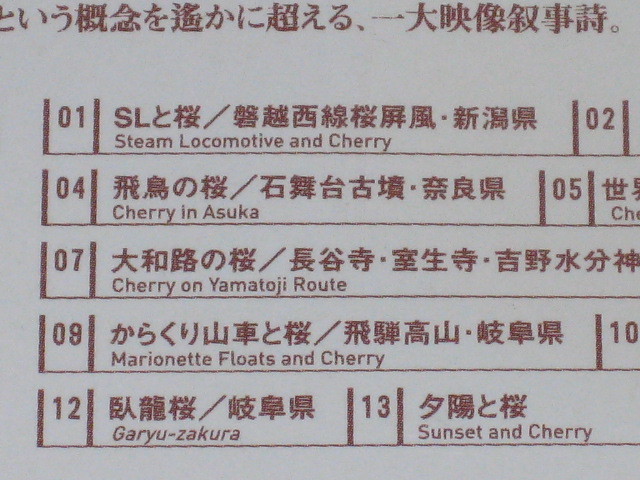 という概念を遙かに超える、一大映像叙事詩。
01 SLと桜／磐越西線桜屏風・新潟県 02
Steam Locomotive and Cherry
04 飛鳥の桜／石舞台古墳・奈良県 05 世界
Cherry in Asuka Che
07 大和路の桜／長谷寺・室生寺・吉野水分神
Cherry on Yamatoji Route
09 からくり山車と桜／飛騨高山・岐阜県 10
Marionette Floats and Cherry
12 臥龍桜／岐阜県 13 夕陽と桜
Garyu-zakura Sunset and Cherry